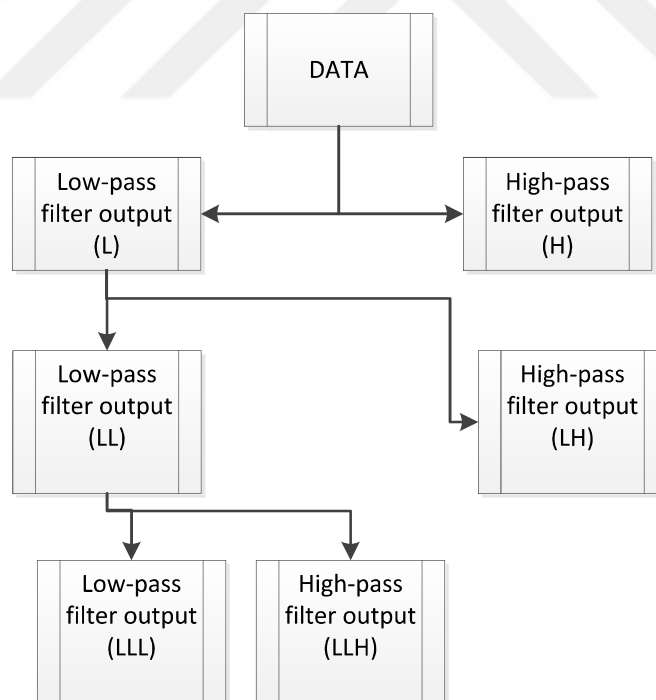 DATA
Low-pass
filter output
(L)
High-pass
filter output
(H)
Low-pass
filter output
(LL)
High-pass
filter output
(LH)
Low-pass
filter output
(LLL)
High-pass
filter output
(LLH)